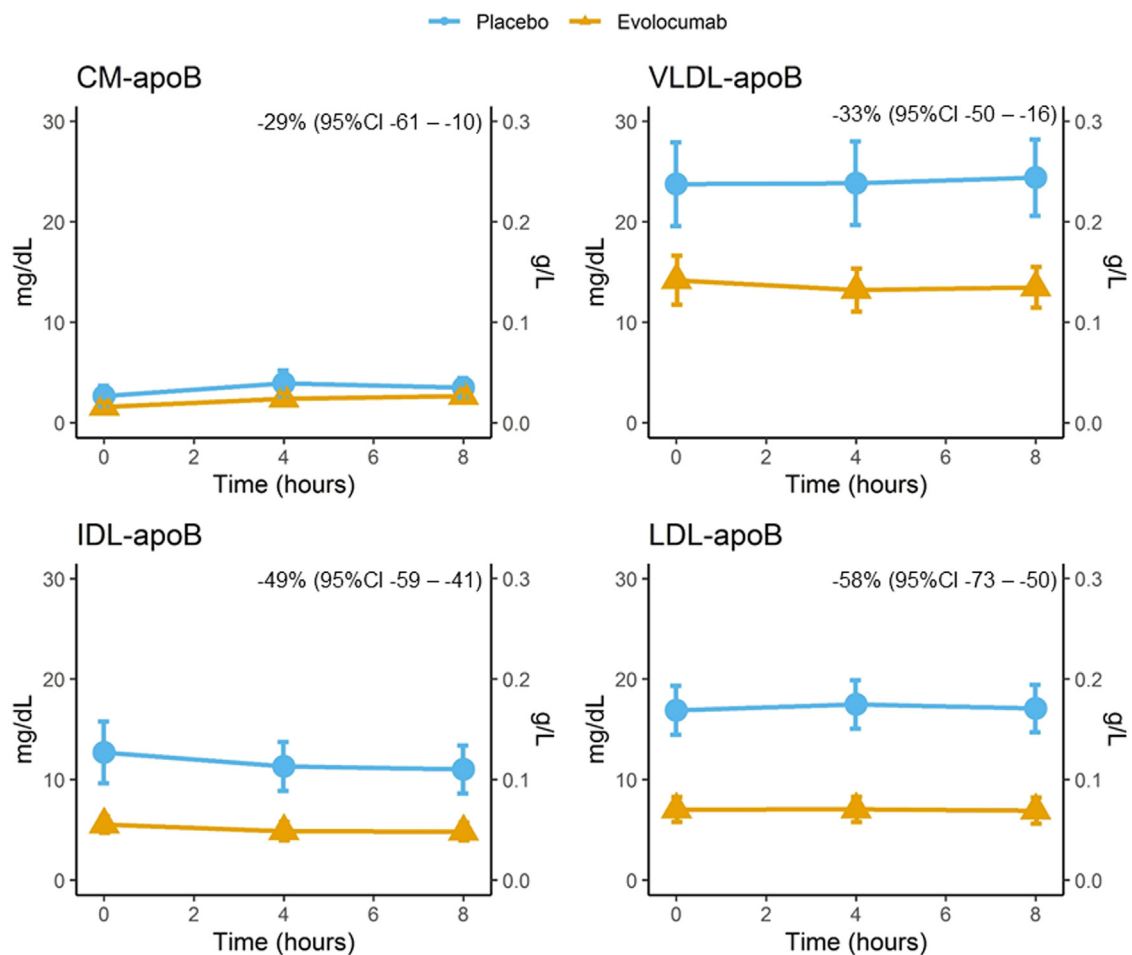 Placebo Evolocumab
CM-apoB
-29% (95%CI -61 – -10)
30
20
10
0
mg/dL
0.3
0.2
0.1
0.0
g/L
0 2 4 6 8
Time (hours)
VLDL-apoB
-33% (95%CI -50 – -16)
30
20
10
0
mg/dL
0.3
0.2
0.1
0.0
g/L
0 2 4 6 8
Time (hours)
IDL-apoB
-49% (95%CI -59 – -41)
30
20
10
0
mg/dL
0.3
0.2
0.1
0.0
g/L
0 2 4 6 8
Time (hours)
LDL-apoB
-58% (95%CI -73 – -50)
30
20
10
0
mg/dL
0.3
0.2
0.1
0.0
g/L
0 2 4 6 8
Time (hours)